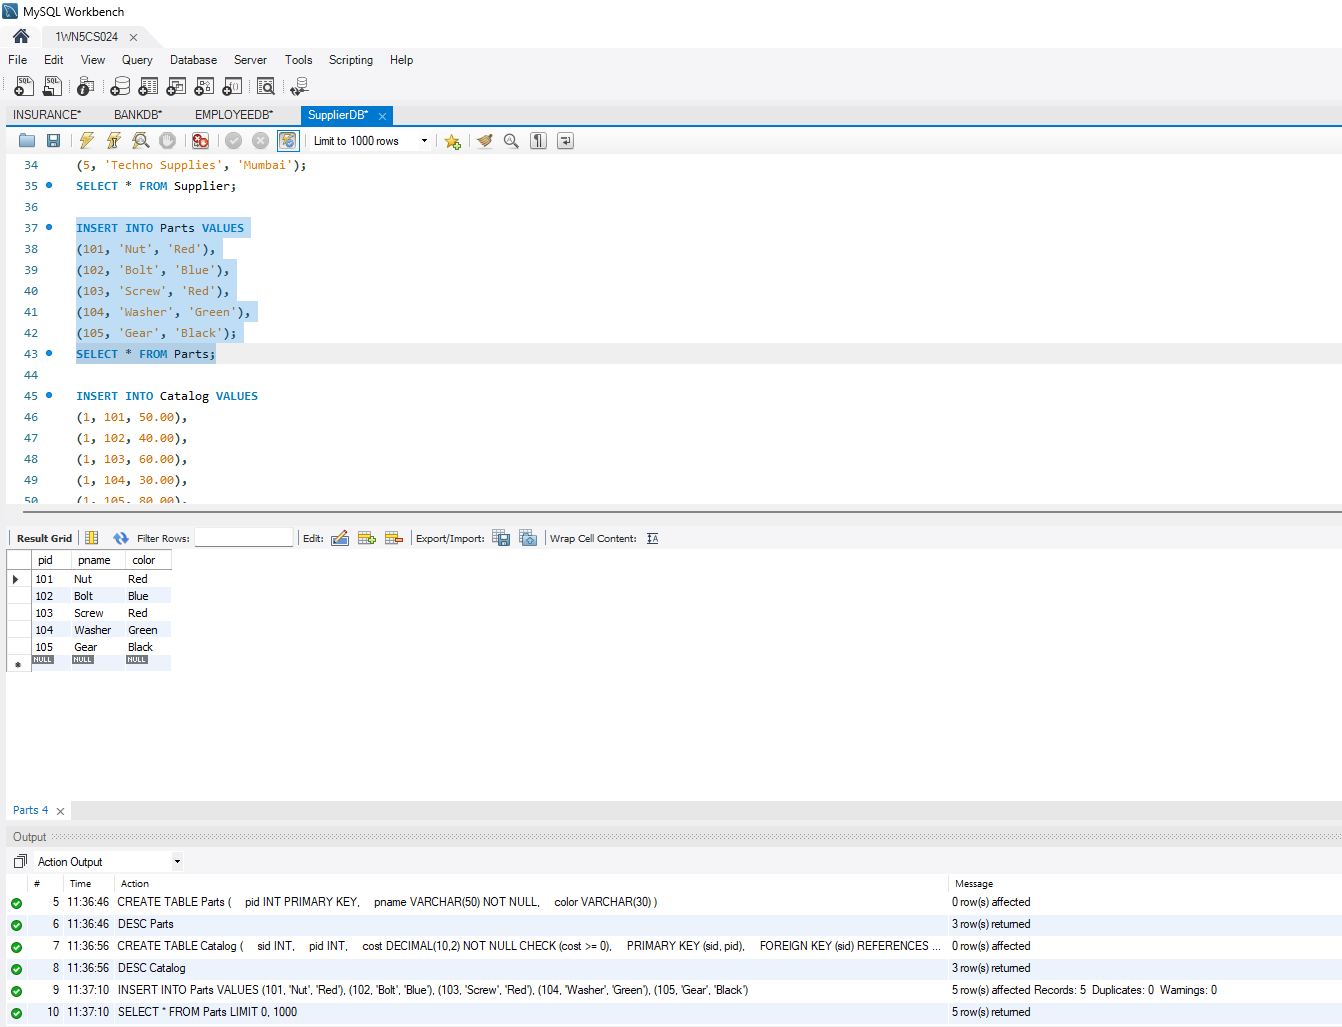 MySQL Workbench
1WN5CS024
File Edit View Query Database Server Tools Scripting Help
INSURANCE* BANKDB* EMPLOYEEDB* SupplierDB*
Limit to 1000 rows
34 (5, 'Techno Supplies', 'Mumbai');
35 SELECT * FROM Supplier;
36
37 INSERT INTO Parts VALUES
38 (101, 'Nut', 'Red'),
39 (102, 'Bolt', 'Blue'),
40 (103, 'Screw', 'Red'),
41 (104, 'Washer', 'Green'),
42 (105, 'Gear', 'Black');
43 SELECT * FROM Parts;
44
45 INSERT INTO Catalog VALUES
46 (1, 101, 50.00),
47 (1, 102, 40.00),
48 (1, 103, 60.00),
49 (1, 104, 30.00),
50 (1, 105, 80.00),
Result Grid Filter Rows: Edit: Export/Import: Wrap Cell Content:
pid pname color
101 Nut Red
102 Bolt Blue
103 Screw Red
104 Washer Green
105 Gear Black
NULL NULL NULL
Parts 4
Output
Action Output
# Time Action Message
5 11:36:46 CREATE TABLE Parts ( pid INT PRIMARY KEY, pname VARCHAR(50) NOT NULL, color VARCHAR(30) ) 0 row(s) affected
6 11:36:46 DESC Parts 3 row(s) returned
7 11:36:56 CREATE TABLE Catalog ( sid INT, pid INT, cost DECIMAL(10,2) NOT NULL CHECK (cost >= 0), PRIMARY KEY (sid, pid), FOREIGN KEY (sid) REFERENCES ... 0 row(s) affected
8 11:36:56 DESC Catalog 3 row(s) returned
9 11:37:10 INSERT INTO Parts VALUES (101, 'Nut', 'Red'), (102, 'Bolt', 'Blue'), (103, 'Screw', 'Red'), (104, 'Washer', 'Green'), (105, 'Gear', 'Black') 5 row(s) affected Records: 5 Duplicates: 0 Warnings: 0
10 11:37:10 SELECT * FROM Parts LIMIT 0, 1000 5 row(s) returned